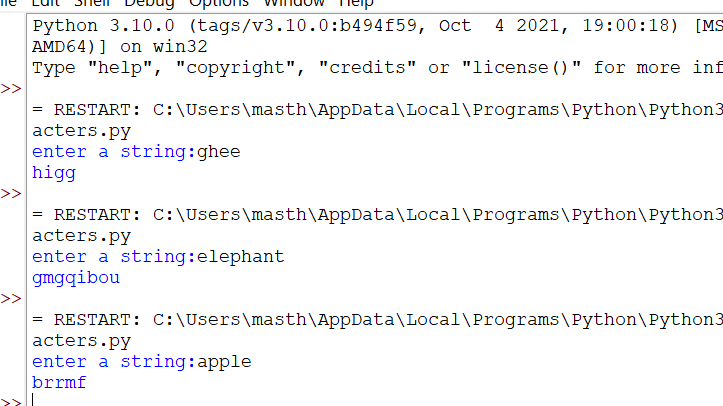 ile Edit Shell Debug Options Window Help
Python 3.10.0 (tags/v3.10.0:b494f59, Oct  4 2021, 19:00:18) [MS
AMD64)] on win32
Type "help", "copyright", "credits" or "license()" for more inf
>>
= RESTART: C:\Users\masth\AppData\Local\Programs\Python\Python3
acters.py
enter a string:ghee
higg
>>
= RESTART: C:\Users\masth\AppData\Local\Programs\Python\Python3
acters.py
enter a string:elephant
gmgqibou
>>
= RESTART: C:\Users\masth\AppData\Local\Programs\Python\Python3
acters.py
enter a string:apple
brrmf
>>